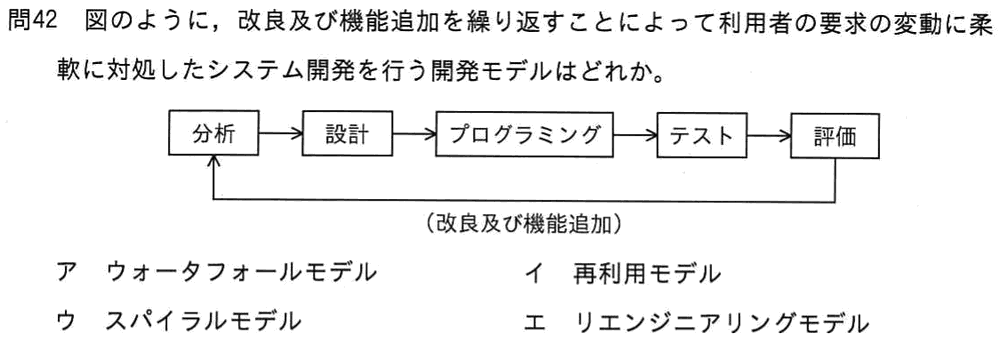 問42 図のように，改良及び機能追加を繰り返すことによって利用者の要求の変動に柔
軟に対処したシステム開発を行う開発モデルはどれか。
分析 設計 プログラミング テスト 評価
（改良及び機能追加）
ア ウォータフォールモデル イ 再利用モデル
ウ スパイラルモデル エ リエンジニアリングモデル